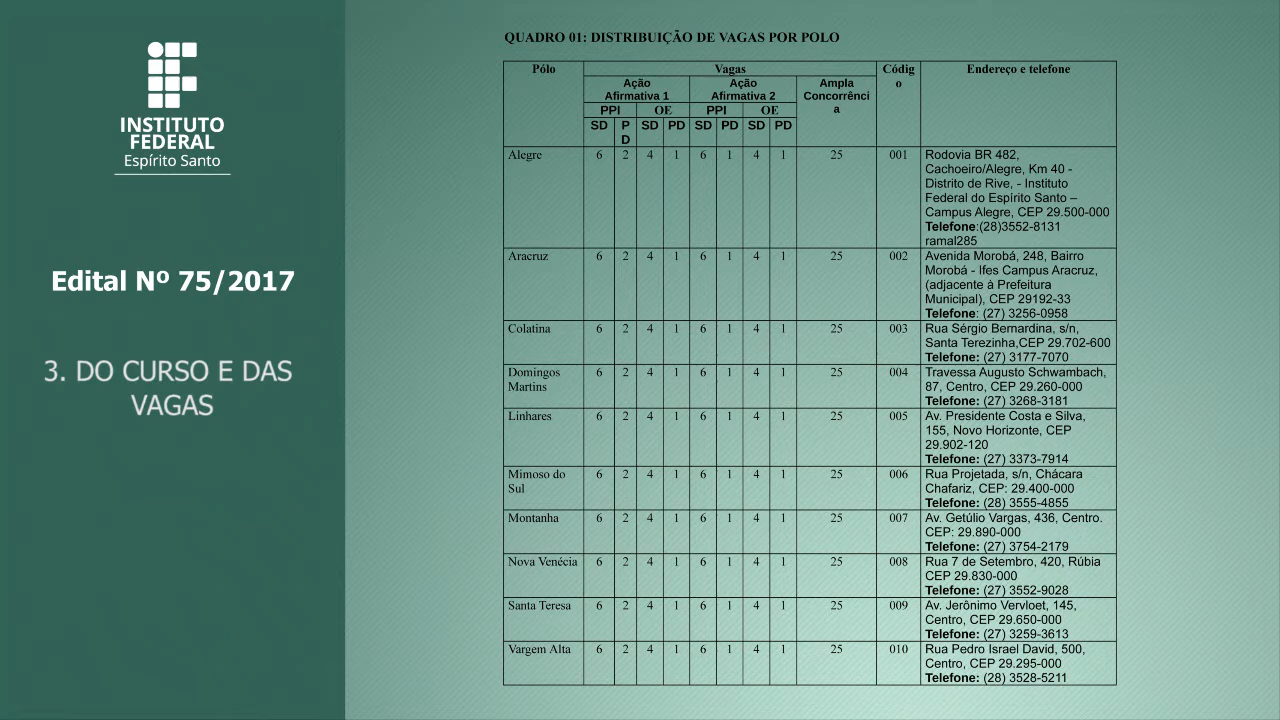 INSTITUTO
FEDERAL
Espírito Santo
Edital Nº 75/2017
3. DO CURSO E DAS
VAGAS
QUADRO 01: DISTRIBUIÇÃO DE VAGAS POR POLO
Pólo Vagas Códig
o Endereço e telefone
Ação
Afirmativa 1 Ação
Afirmativa 2 Ampla
Concorrênci
a
PPI OE PPI OE
SD P
D SD PD SD PD SD PD
Alegre 6 2 4 1 6 1 4 1 25 001 Rodovia BR 482,
Cachoeiro/Alegre, Km 40 -
Distrito de Rive, - Instituto
Federal do Espírito Santo –
Campus Alegre, CEP 29.500-000
Telefone:(28)3552-8131
ramal285
Aracruz 6 2 4 1 6 1 4 1 25 002 Avenida Morobá, 248, Bairro
Morobá - Ifes Campus Aracruz,
(adjacente à Prefeitura
Municipal), CEP 29192-33
Telefone: (27) 3256-0958
Colatina 6 2 4 1 6 1 4 1 25 003 Rua Sérgio Bernardina, s/n,
Santa Terezinha,CEP 29.702-600
Telefone: (27) 3177-7070
Domingos
Martins 6 2 4 1 6 1 4 1 25 004 Travessa Augusto Schwambach,
87, Centro, CEP 29.260-000
Telefone: (27) 3268-3181
Linhares 6 2 4 1 6 1 4 1 25 005 Av. Presidente Costa e Silva,
155, Novo Horizonte, CEP
29.902-120
Telefone: (27) 3373-7914
Mimoso do
Sul 6 2 4 1 6 1 4 1 25 006 Rua Projetada, s/n, Chácara
Chafariz, CEP: 29.400-000
Telefone: (28) 3555-4855
Montanha 6 2 4 1 6 1 4 1 25 007 Av. Getúlio Vargas, 436, Centro.
CEP: 29.890-000
Telefone: (27) 3754-2179
Nova Venécia 6 2 4 1 6 1 4 1 25 008 Rua 7 de Setembro, 420, Rúbia
CEP 29.830-000
Telefone: (27) 3552-9028
Santa Teresa 6 2 4 1 6 1 4 1 25 009 Av. Jerônimo Vervloet, 145,
Centro, CEP 29.650-000
Telefone: (27) 3259-3613
Vargem Alta 6 2 4 1 6 1 4 1 25 010 Rua Pedro Israel David, 500,
Centro, CEP 29.295-000
Telefone: (28) 3528-5211